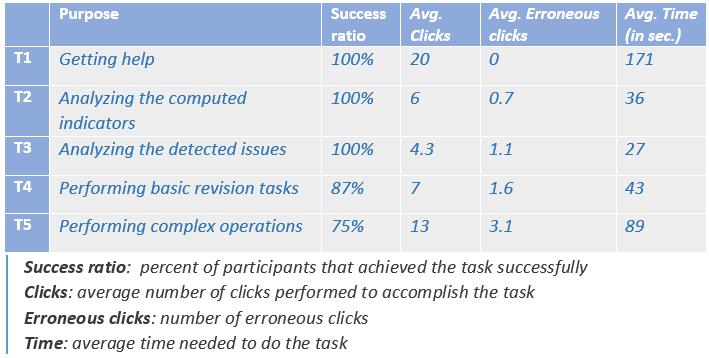 Purpose Success ratio Avg. Clicks Avg. Erroneous clicks Avg. Time (in sec.)
T1 Getting help 100% 20 0 171
T2 Analyzing the computed indicators 100% 6 0.7 36
T3 Analyzing the detected issues 100% 4.3 1.1 27
T4 Performing basic revision tasks 87% 7 1.6 43
T5 Performing complex operations 75% 13 3.1 89
Success ratio: percent of participants that achieved the task successfully
Clicks: average number of clicks performed to accomplish the task
Erroneous clicks: number of erroneous clicks
Time: average time needed to do the task